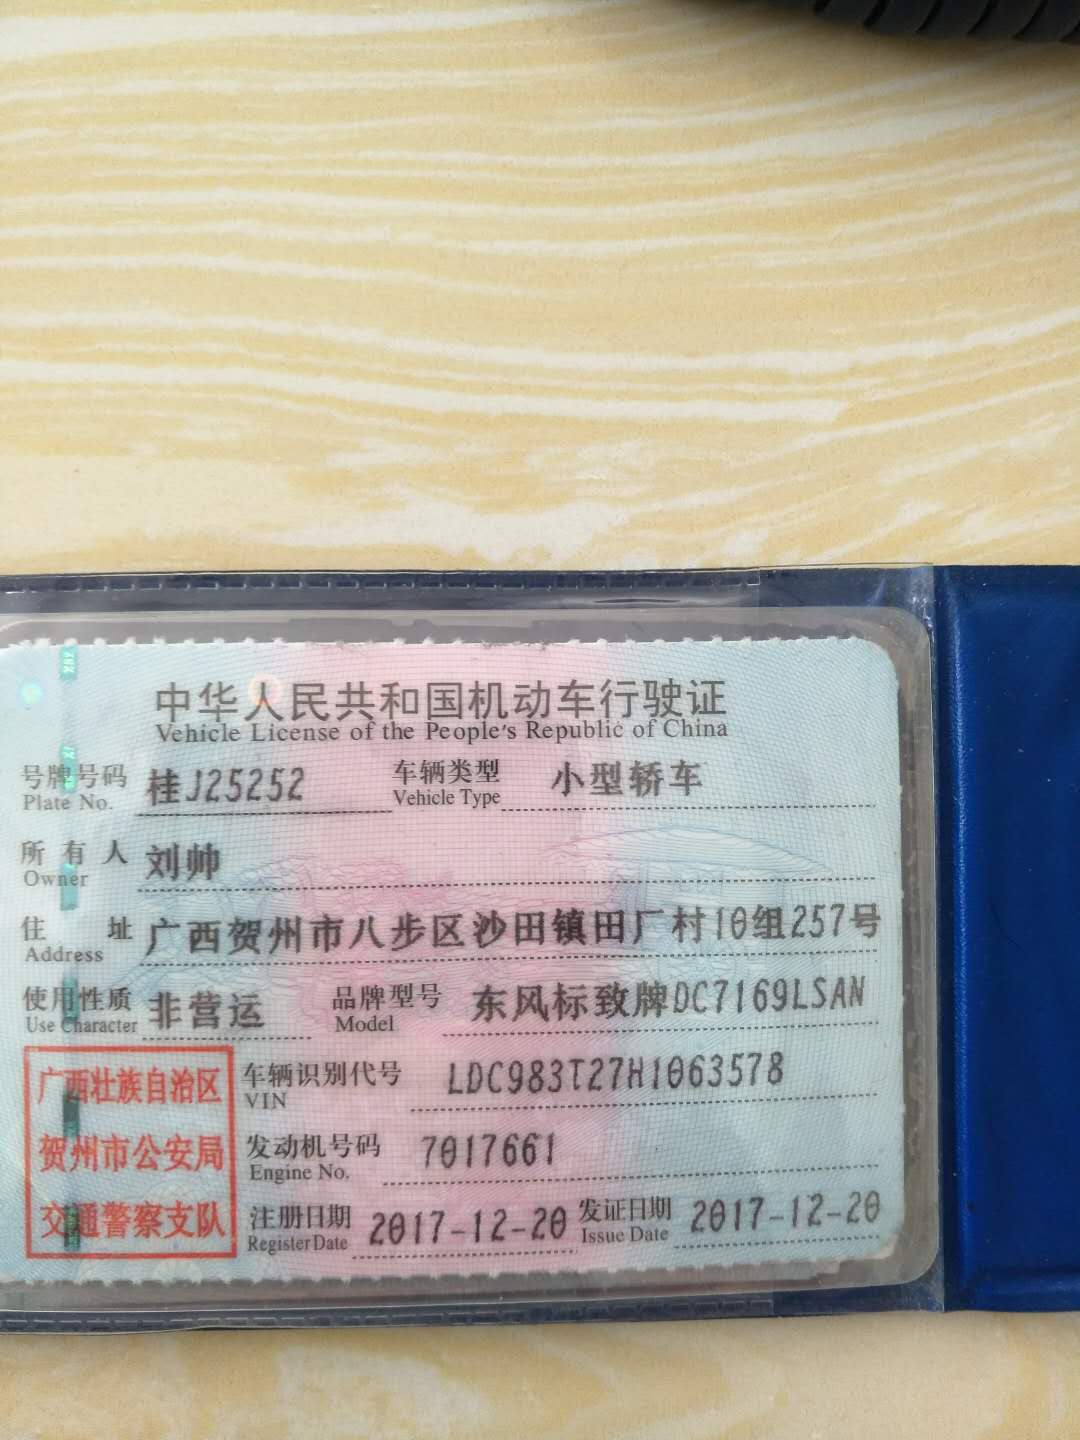 中华人民共和国机动车行驶证
Vehicle License of the People's Republic of China
号牌号码 桂J25252 车辆类型 小型轿车
Plate No. Vehicle Type
所有人 刘帅
Owner
住址 广西贺州市八步区沙田镇田厂村10组257号
Address
使用性质 非营运 品牌型号 东风标致牌DC7169LSAN
Use Character Model
广西壮族自治区
贺州市公安局
交通警察支队
车辆识别代号 LDC983T27H1063578
VIN
发动机号码 7017661
Engine No.
注册日期 2017-12-20 发证日期 2017-12-20
Register Date Issue Date